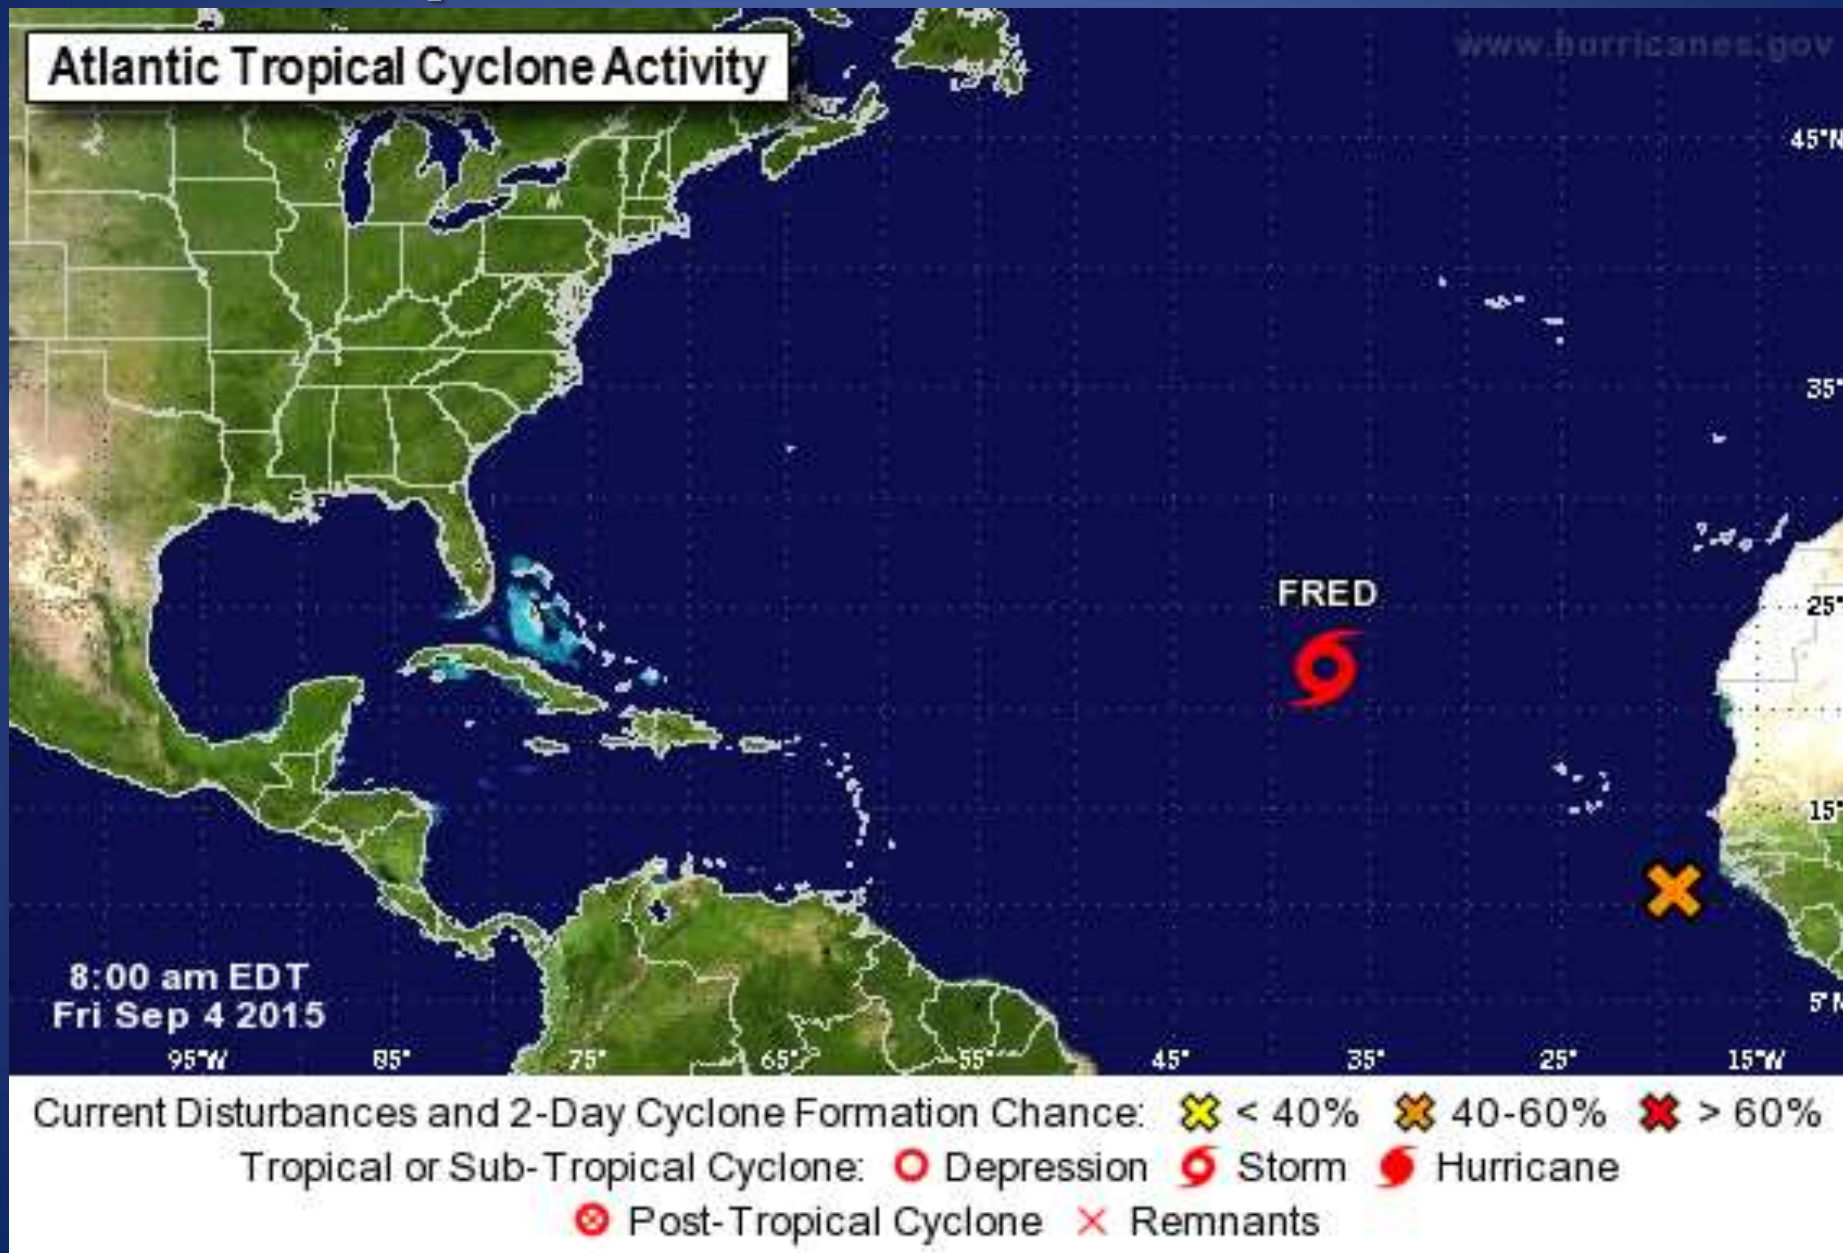 Atlantic Tropical Cyclone Activity
www.hurricanes.gov
45°N
35°
FRED
25°
15°
8:00 am EDT
Fri Sep 4 2015
5°N
95°W 85° 75° 65° 55° 45° 35° 25° 15°W
Current Disturbances and 2-Day Cyclone Formation Chance: < 40% 40-60% > 60%
Tropical or Sub-Tropical Cyclone: Depression Storm Hurricane
Post-Tropical Cyclone Remnants